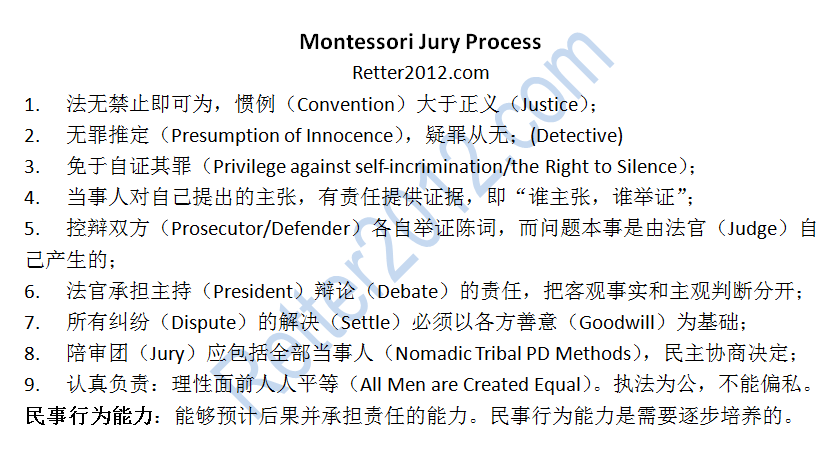 Montessori Jury Process
Retter2012.com
1. 法无禁止即可为，惯例（Convention）大于正义（Justice）；
2. 无罪推定（Presumption of Innocence），疑罪从无；(Detective)
3. 免于自证其罪（Privilege against self-incrimination/the Right to Silence）；
4. 当事人对自己提出的主张，有责任提供证据，即“谁主张，谁举证”；
5. 控辩双方（Prosecutor/Defender）各自举证陈词，而问题本事是由法官（Judge）自
己产生的；
6. 法官承担主持（President）辩论（Debate）的责任，把客观事实和主观判断分开；
7. 所有纠纷（Dispute）的解决（Settle）必须以各方善意（Goodwill）为基础；
8. 陪审团（Jury）应包括全部当事人（Nomadic Tribal PD Methods），民主协商决定；
9. 认真负责：理性面前人人平等（All Men are Created Equal）。执法为公，不能偏私。
民事行为能力：能够预计后果并承担责任的能力。民事行为能力是需要逐步培养的。
Retter2012.com